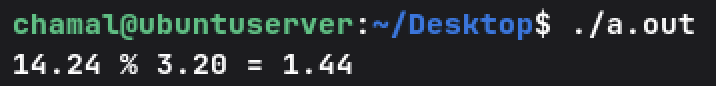 chamal@ubuntuserver:~/Desktop$ ./a.out
14.24 % 3.20 = 1.44